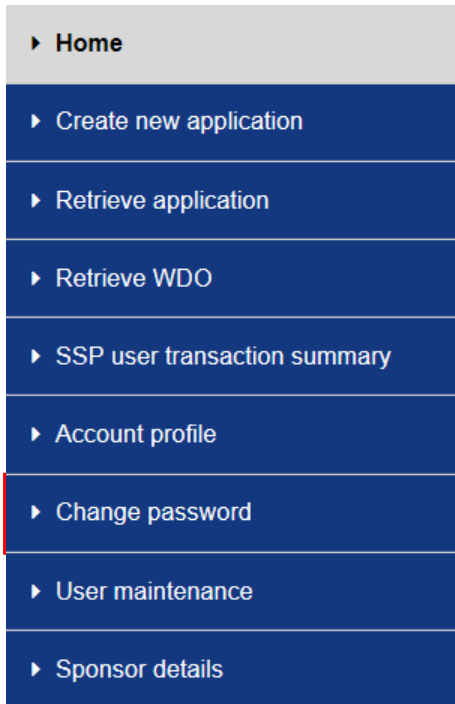 Home
Create new application
Retrieve application
Retrieve WDO
SSP user transaction summary
Account profile
Change password
User maintenance
Sponsor details